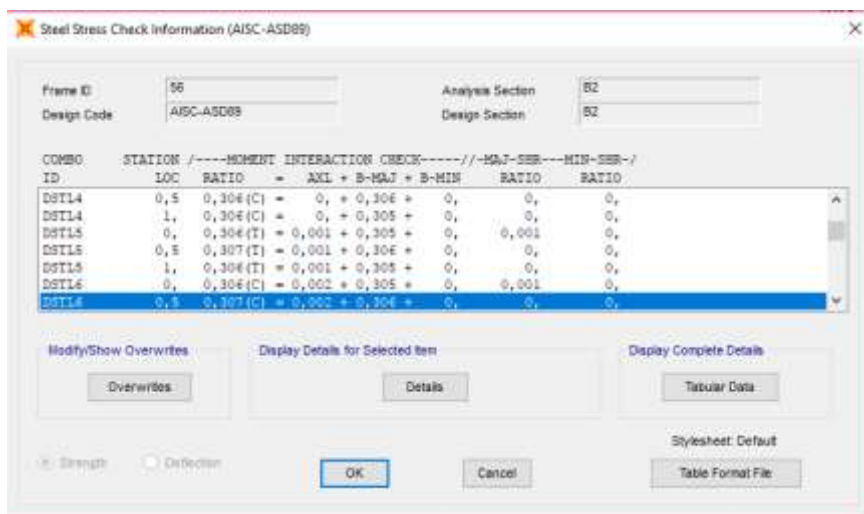 Steel Stress Check Information (AISC-ASD89)
Frame ID 56 Analysis Section B2
Design Code AISC-ASD89 Design Section B2
COMBO STATION /----MOMENT INTERACTION CHECK-----//-MAJ-SHR---MIN-SHR-/
ID LOC RATIO = AXL + B-MAJ + B-MIN RATIO RATIO
DSTL4 0,5 0,306(C) = 0, + 0,306 + 0, 0, 0,
DSTL4 1, 0,306(C) = 0, + 0,305 + 0, 0, 0,
DSTL5 0, 0,306(T) = 0,001 + 0,305 + 0, 0,001 0,
DSTL5 0,5 0,307(T) = 0,001 + 0,306 + 0, 0, 0,
DSTL5 1, 0,306(T) = 0,001 + 0,305 + 0, 0, 0,
DSTL6 0, 0,306(C) = 0,002 + 0,305 + 0, 0,001 0,
DSTL6 0,5 0,307(C) = 0,002 + 0,306 + 0, 0, 0,
Modify/Show Overwrites Display Details for Selected Item Display Complete Details
Overwrites Details Tabular Data
Stylesheet: Default
Strength Deflection OK Cancel Table Format File